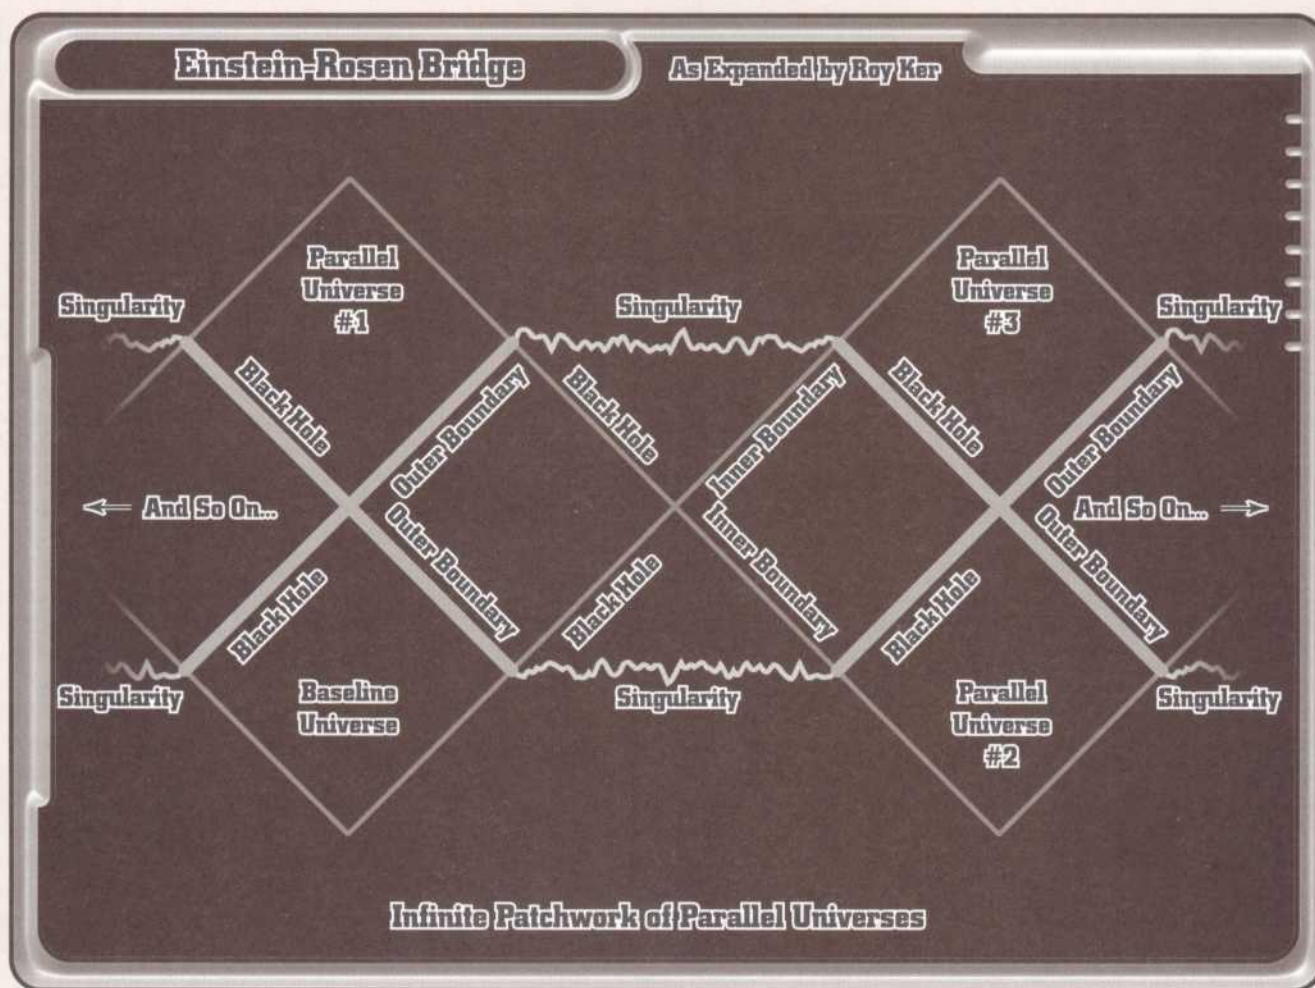 Einstein-Rosen Bridge
As Expanded by Roy Ker
Parallel
Universe
#1
Parallel
Universe
#3
Singularity
Singularity
Singularity
Black Hole
Outer Boundary
Black Hole
Inner Boundary
Black Hole
Outer Boundary
And So On...
And So On...
Black Hole
Outer Boundary
Black Hole
Inner Boundary
Black Hole
Outer Boundary
Singularity
Baseline
Universe
Singularity
Parallel
Universe
#2
Singularity
Infinite Patchwork of Parallel Universes